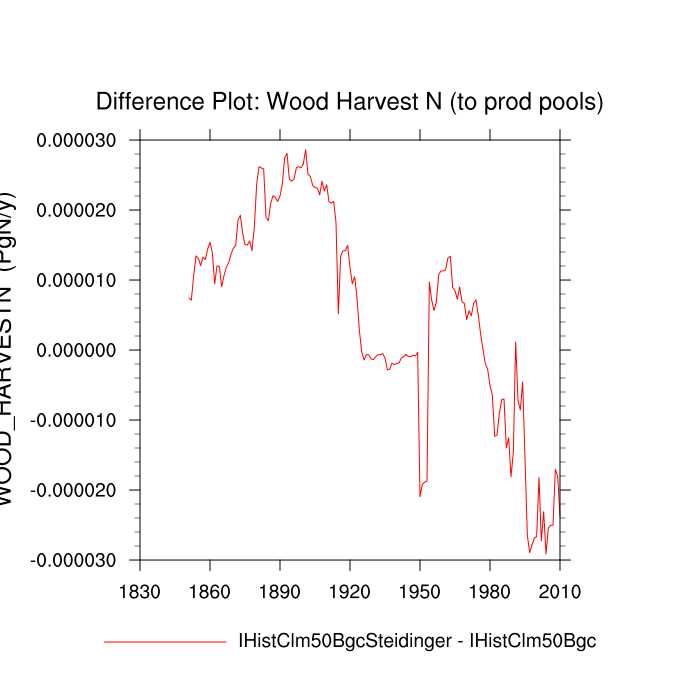 Difference Plot: Wood Harvest N (to prod pools)
0.000030
0.000020
0.000010
0.000000
-0.000010
-0.000020
-0.000030
WOOD_HARVESTN (PgN/y)
1830 1860 1890 1920 1950 1980 2010
IHistClm50BgcSteidinger - IHistClm50Bgc